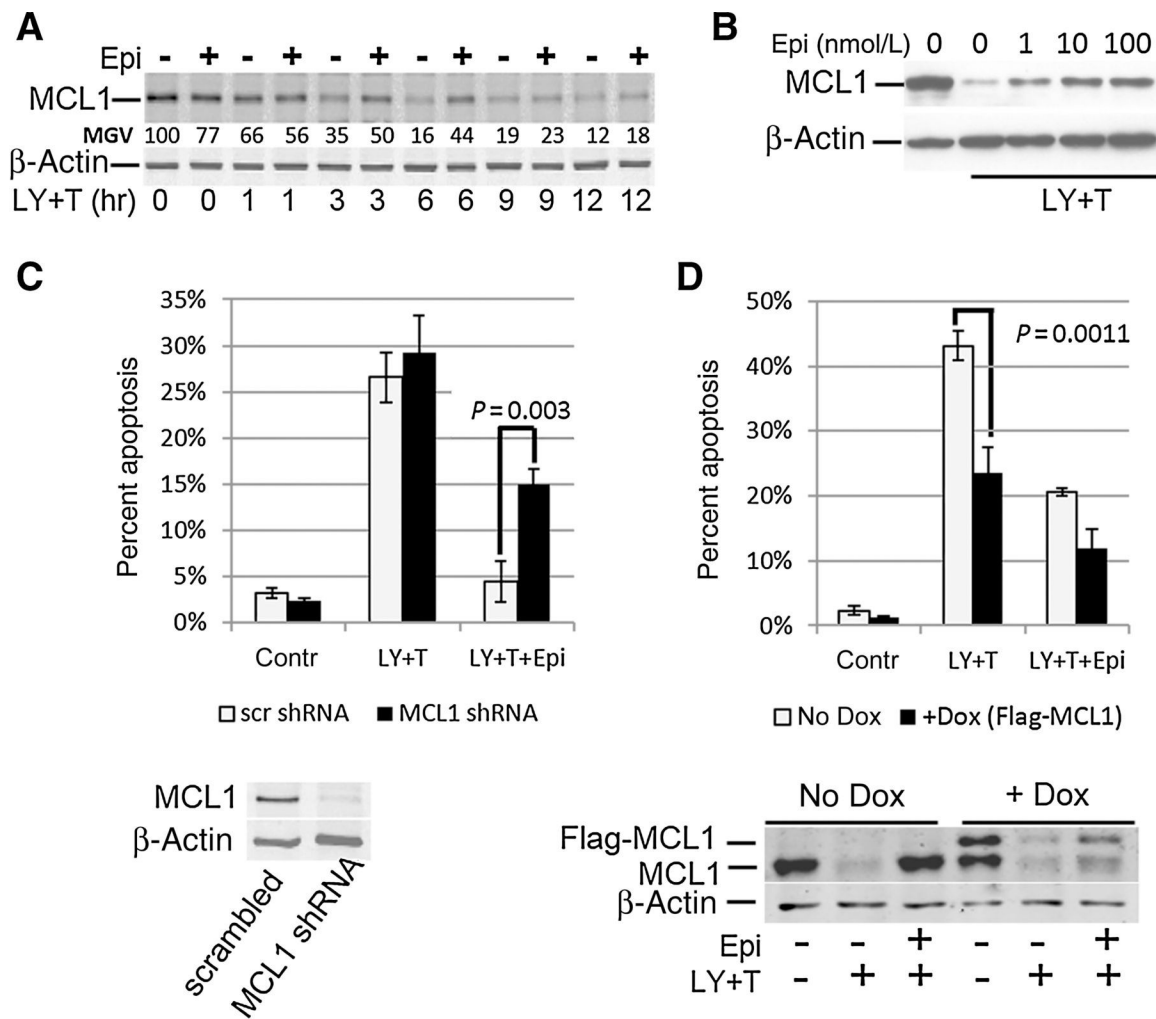 A
Epi - + - + - + - + - + - +
MCL1
MGV 100 77 66 56 35 50 16 44 19 23 12 18
β-Actin
LY+T (hr) 0 0 1 1 3 3 6 6 9 9 12 12
B
Epi (nmol/L) 0 0 1 10 100
MCL1
β-Actin
LY+T
C
35%
30%
25%
20%
15%
10%
5%
0%
Percent apoptosis
P = 0.003
Contr LY+T LY+T+Epi
scr shRNA MCL1 shRNA
MCL1
β-Actin
scrambled
MCL1 shRNA
D
50%
40%
30%
20%
10%
0%
Percent apoptosis
P = 0.0011
Contr LY+T LY+T+Epi
No Dox +Dox (Flag-MCL1)
No Dox + Dox
Flag-MCL1
MCL1
β-Actin
Epi - - + - - +
LY+T - + + - + +